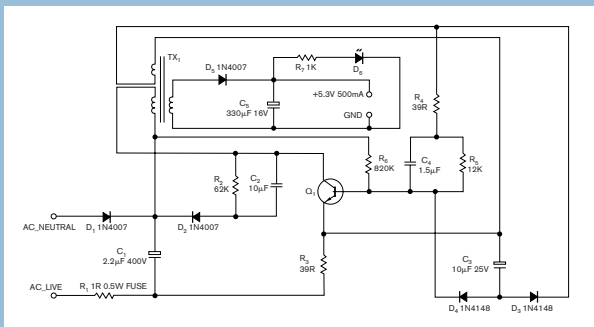 TX1
D5 1N4007
R7 1K
D6
C5
330µF 16V
+5.3V 500mA
GND
R4
39R
R6
820K
C4
1.5µF
R5
12K
R2
62K
C2
10µF
Q1
AC_NEUTRAL
D1 1N4007
D2 1N4007
C1
2.2µF 400V
R3
39R
C3
10µF 25V
AC_LIVE
R1 1R 0.5W FUSE
D4 1N4148
D3 1N4148